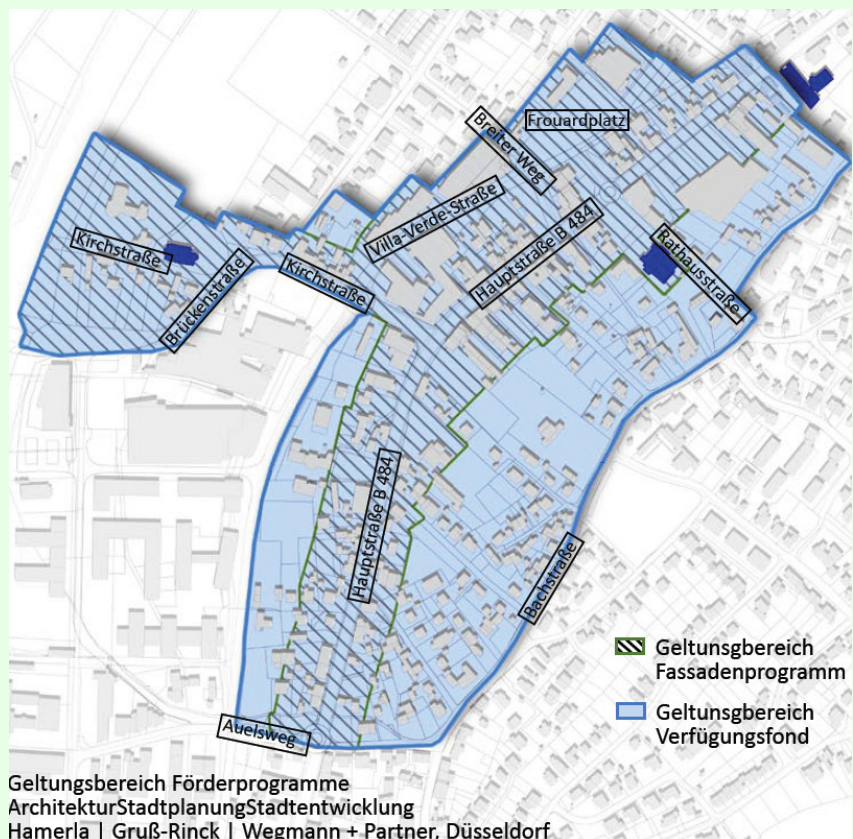 Frouardplatz
Breiter Weg
Villa-Verde-Straße
Hauptstraße B 484
Rathausstraße
Kirchstraße
Brückenstraße
Kirchstraße
Hauptstraße B 484
Bachstraße
Auelsweg
Geltunsgbereich
Fassadenprogramm
Geltunsgbereich
Verfügungsfond
Geltungsbereich Förderprogramme
ArchitekturStadtplanungStadtentwicklung
Hamerla | Gruß-Rinck | Wegmann + Partner, Düsseldorf